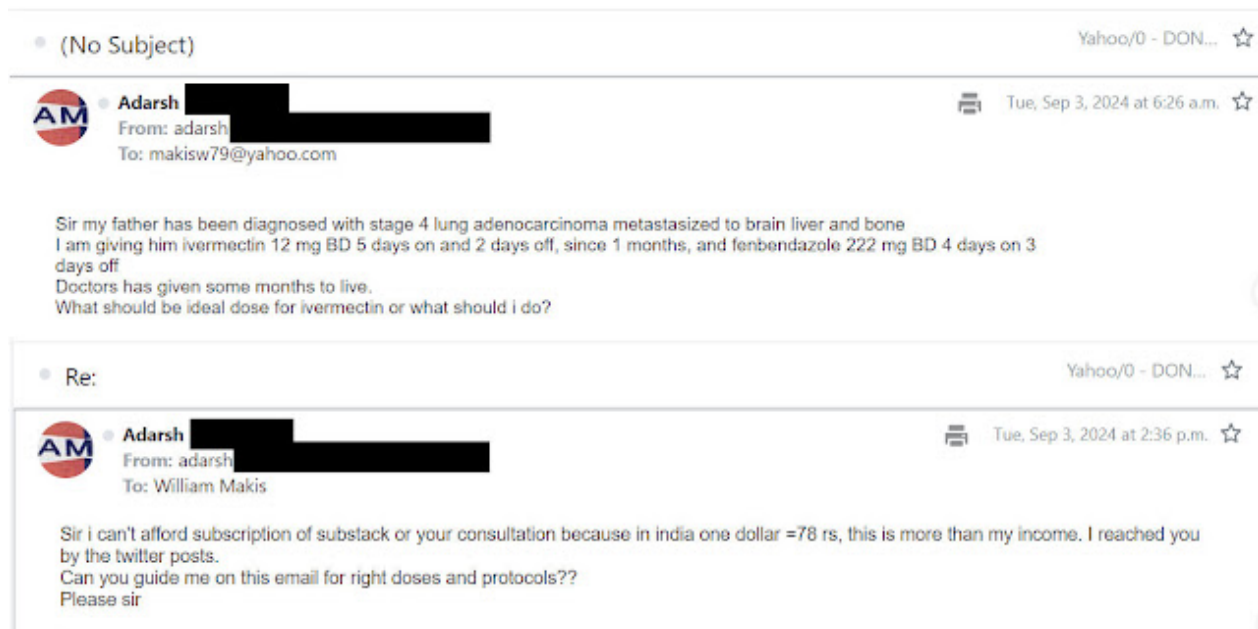 (No Subject)
Yahoo/0 - DON...
AM
Adarsh
Tue, Sep 3, 2024 at 6:26 a.m.
From: adarsh
To: makisw79@yahoo.com
Sir my father has been diagnosed with stage 4 lung adenocarcinoma metastasized to brain liver and bone
I am giving him ivermectin 12 mg BD 5 days on and 2 days off, since 1 months, and fenbendazole 222 mg BD 4 days on 3
days off
Doctors has given some months to live.
What should be ideal dose for ivermectin or what should i do?
Re:
Yahoo/0 - DON...
AM
Adarsh
Tue, Sep 3, 2024 at 2:36 p.m.
From: adarsh
To: William Makis
Sir i can't afford subscription of substack or your consultation because in india one dollar =78 rs, this is more than my income. I reached you
by the twitter posts.
Can you guide me on this email for right doses and protocols??
Please sir